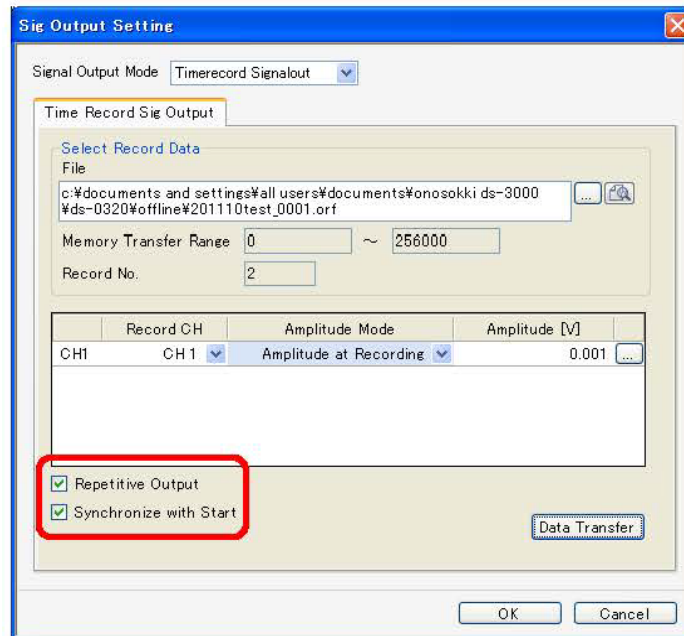 Sig Output Setting
Signal Output Mode Timerecord Signalout
Time Record Sig Output
Select Record Data
File
c:¥documents and settings¥all users¥documents¥onosokki ds-3000
¥ds-0320¥offline¥201110test_0001.orf
...
Memory Transfer Range 0 ~ 256000
Record No. 2
Record CH Amplitude Mode Amplitude [V]
CH1 CH 1 Amplitude at Recording 0.001 ...
Repetitive Output
Synchronize with Start
Data Transfer
OK Cancel